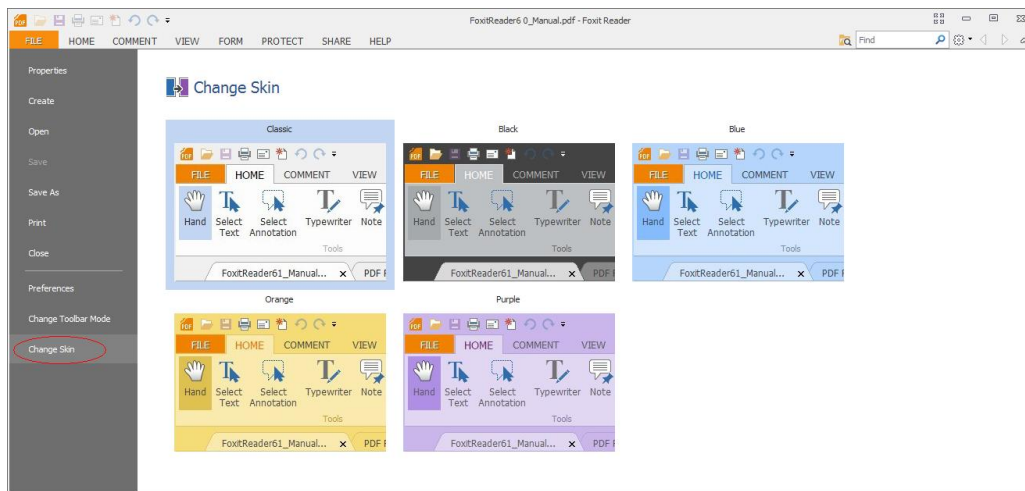 FoxitReader6 0_Manual.pdf - Foxit Reader
FILE HOME COMMENT VIEW FORM PROTECT SHARE HELP Find
Properties
Create
Open
Save
Save As
Print
Close
Preferences
Change Toolbar Mode
Change Skin
Change Skin
Classic
PDF
FILE HOME COMMENT VIEW
Hand Select Text Select Annotation Typewriter Note
Tools
FoxitReader61_Manual... x PDF
Black
PDF
FILE HOME COMMENT VIEW
Hand Select Text Select Annotation Typewriter Note
Tools
FoxitReader61_Manual... x PDF
Blue
PDF
FILE HOME COMMENT VIEW
Hand Select Text Select Annotation Typewriter Note
Tools
FoxitReader61_Manual... x PDF
Orange
PDF
FILE HOME COMMENT VIEW
Hand Select Text Select Annotation Typewriter Note
Tools
FoxitReader61_Manual... x PDF
Purple
PDF
FILE HOME COMMENT VIEW
Hand Select Text Select Annotation Typewriter Note
Tools
FoxitReader61_Manual... x PDF